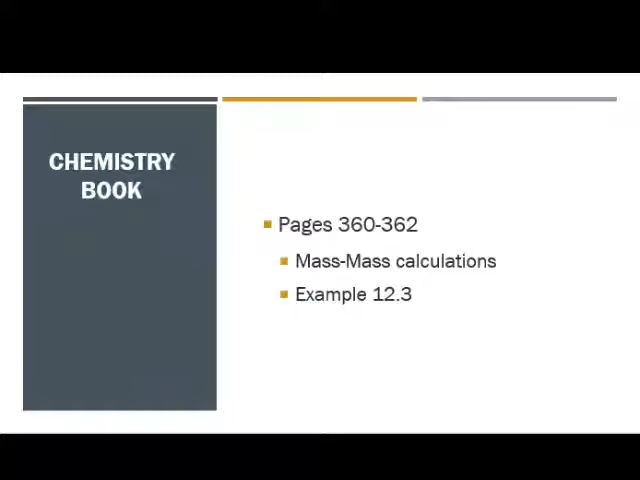 CHEMISTRY
BOOK
Pages 360-362
Mass-Mass calculations
Example 12.3